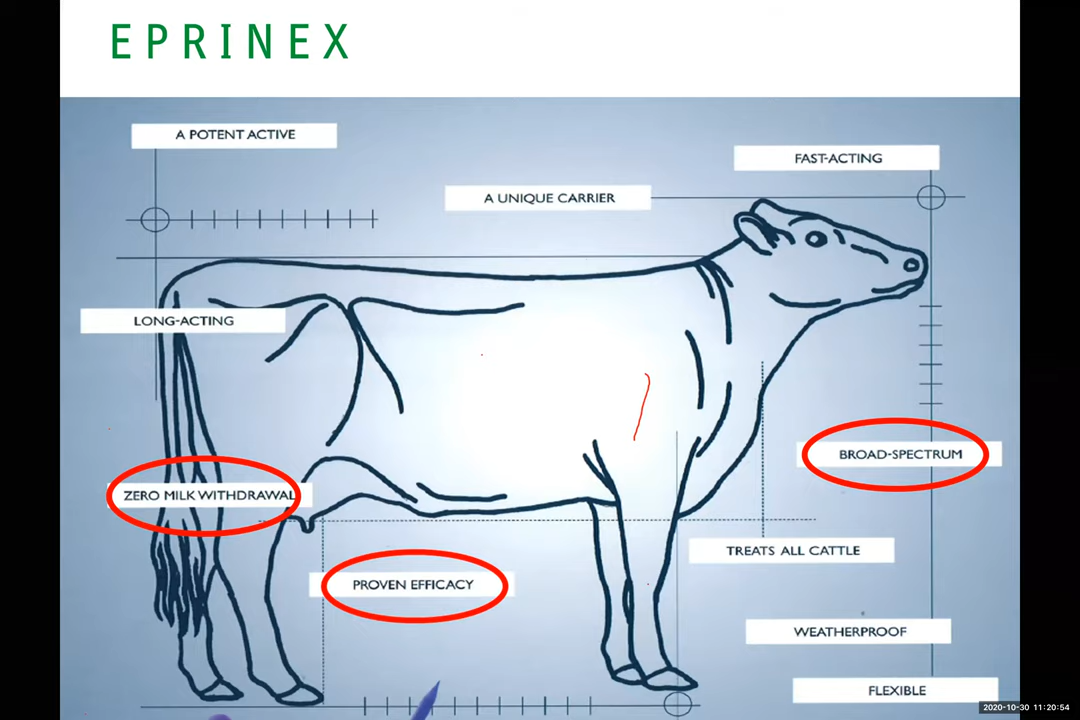 EPRINEX
A POTENT ACTIVE
FAST-ACTING
A UNIQUE CARRIER
LONG-ACTING
BROAD-SPECTRUM
ZERO MILK WITHDRAWAL
TREATS ALL CATTLE
PROVEN EFFICACY
WEATHERPROOF
FLEXIBLE
2020-10-30 11:20:54